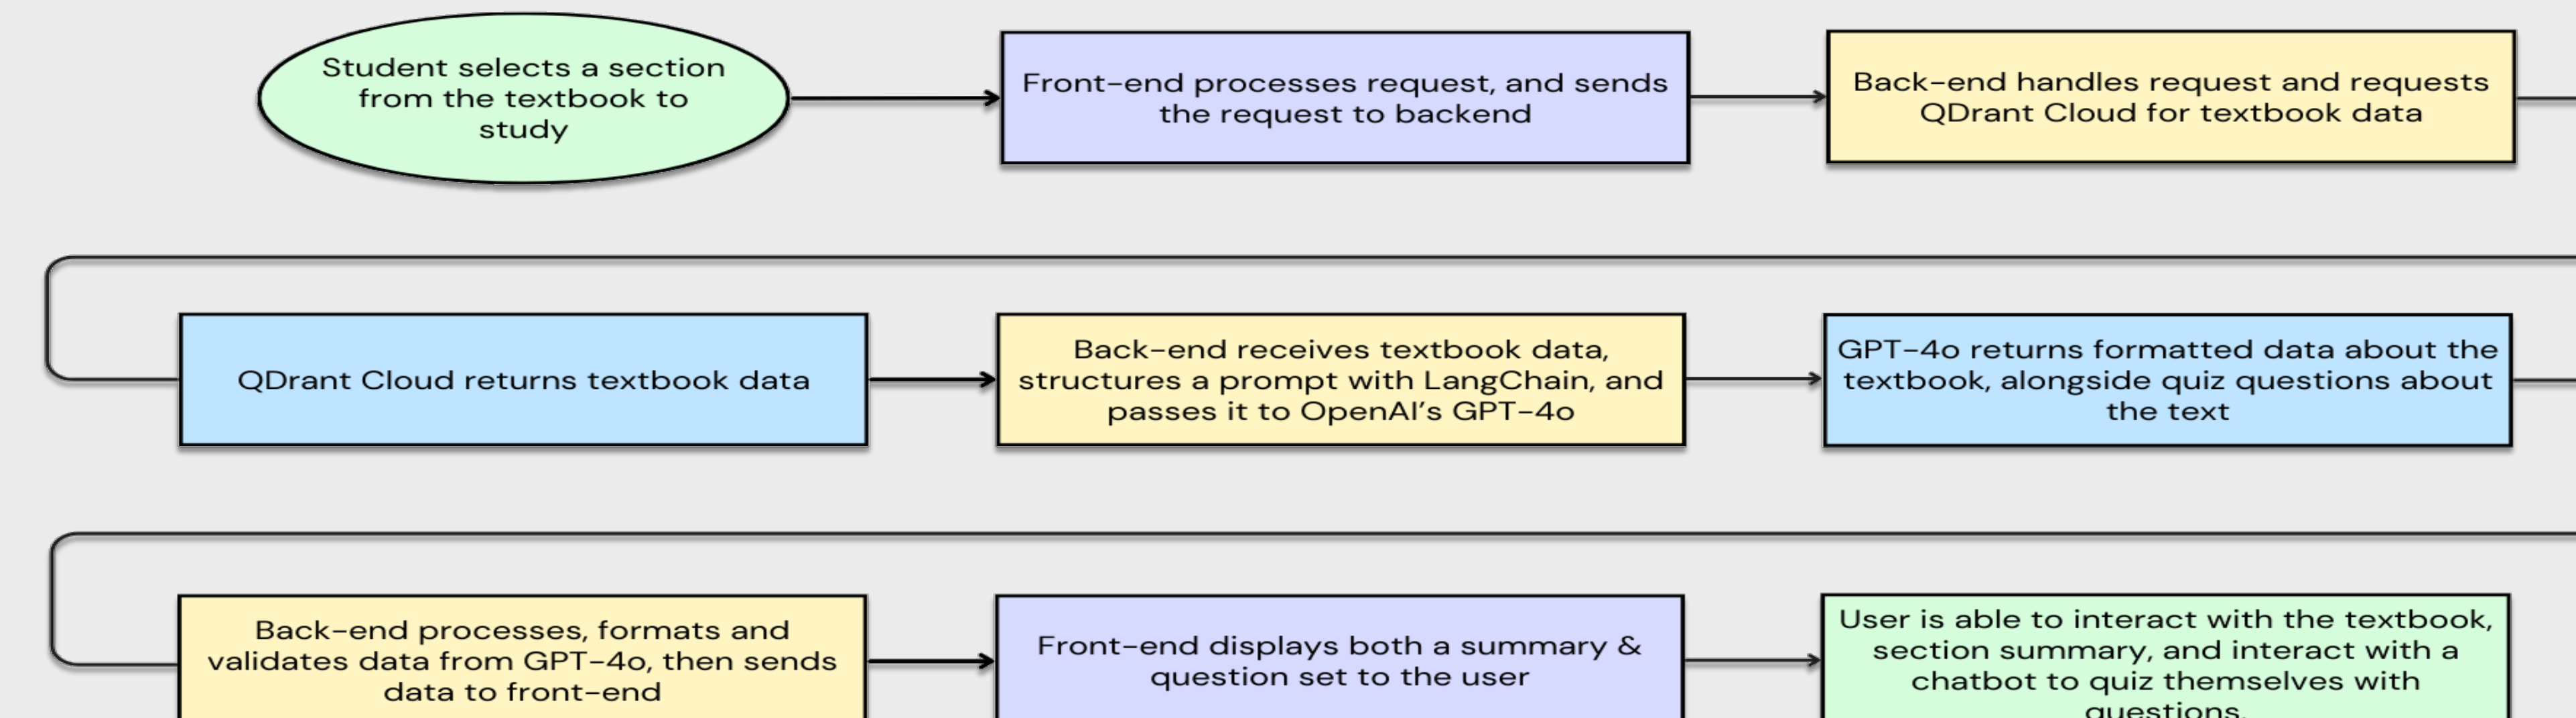 Student selects a section
from the textbook to
study
Front-end processes request, and sends
the request to backend
Back-end handles request and requests
QDrant Cloud for textbook data
QDrant Cloud returns textbook data
Back-end receives textbook data,
structures a prompt with LangChain, and
passes it to OpenAI's GPT-4o
GPT-4o returns formatted data about the
textbook, alongside quiz questions about
the text
Back-end processes, formats and
validates data from GPT-4o, then sends
data to front-end
Front-end displays both a summary &
question set to the user
User is able to interact with the textbook,
section summary, and interact with a
chatbot to quiz themselves with
questions.